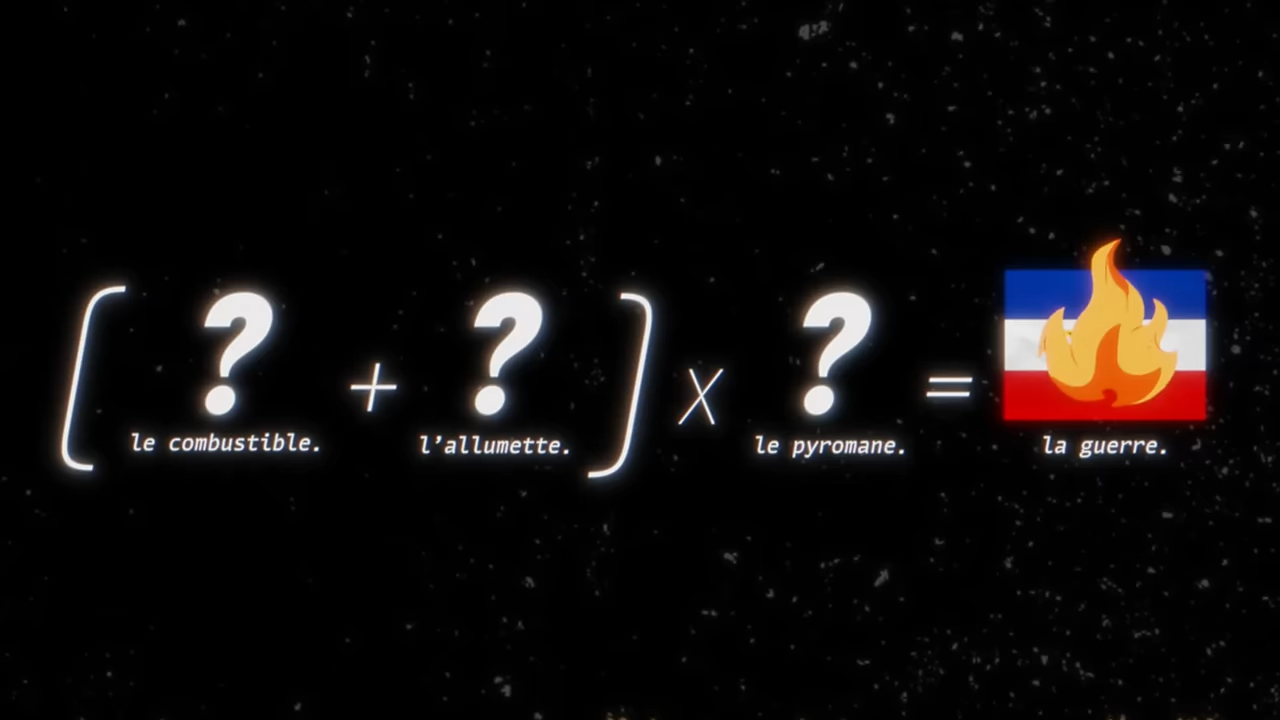 ( ? + ? ) x ? =
le combustible. l'allumette. le pyromane. la guerre.